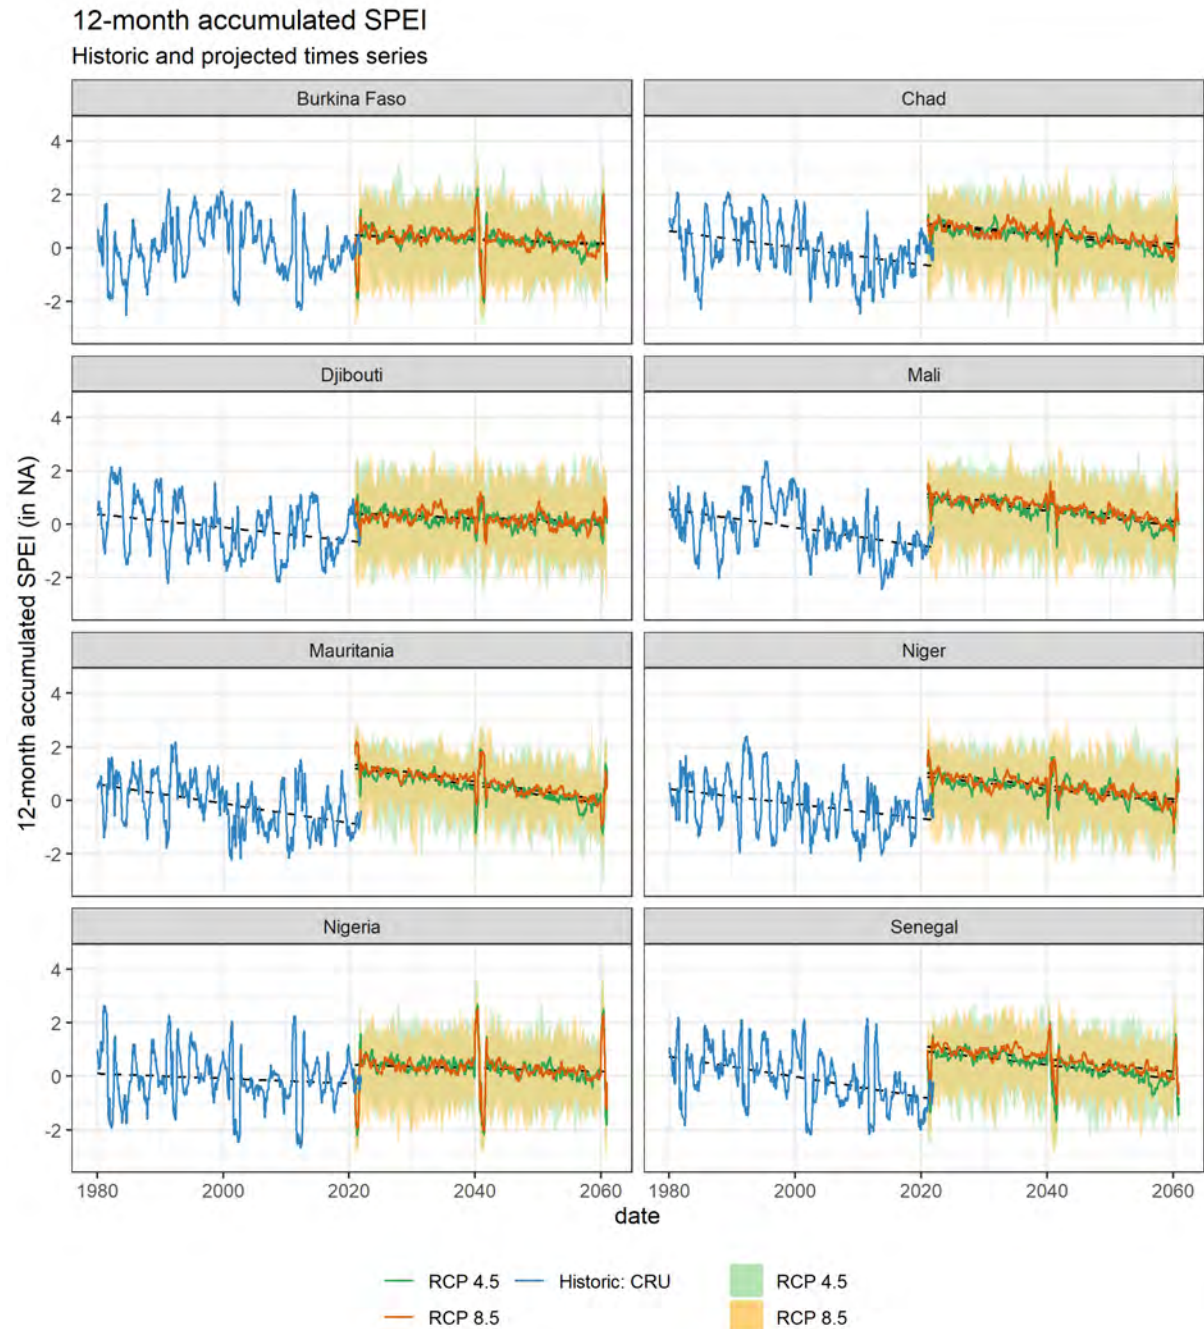 12-month accumulated SPEI
Historic and projected times series
Burkina Faso
Chad
4
2
0
-2
Djibouti
Mali
4
2
0
-2
12-month accumulated SPEI (in NA)
Mauritania
Niger
4
2
0
-2
Nigeria
Senegal
4
2
0
-2
1980 2000 2020 2040 2060 1980 2000 2020 2040 2060
date
RCP 4.5 Historic: CRU RCP 4.5
RCP 8.5 RCP 8.5